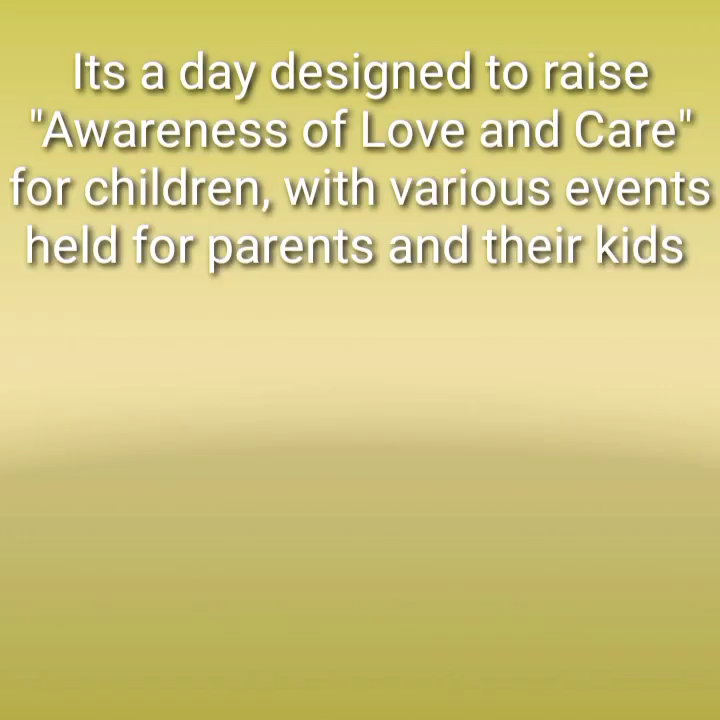 Its a day designed to raise
"Awareness of Love and Care"
for children, with various events
held for parents and their kids